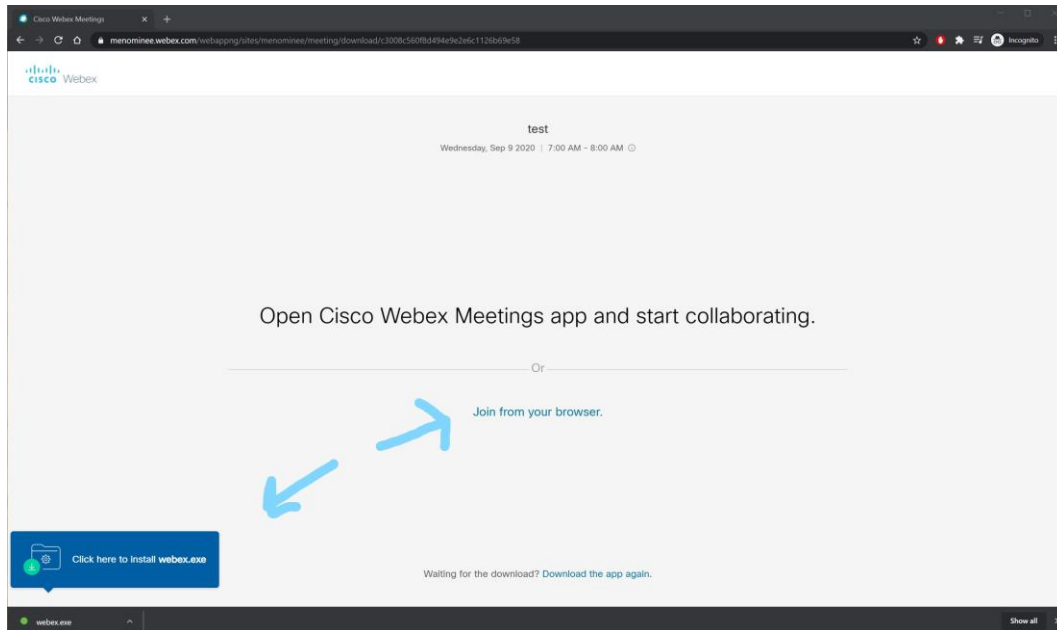 Cisco Webex Meetings
menominee.webex.com/webappng/sites/menominee/meeting/download/c3008c560f8d494e9e2e6c1126b69e58
Incognito
CISCO Webex
test
Wednesday, Sep 9 2020 | 7:00 AM - 8:00 AM
Open Cisco Webex Meetings app and start collaborating.
Or
Join from your browser.
Click here to install webex.exe
Waiting for the download? Download the app again.
webex.exe
Show all